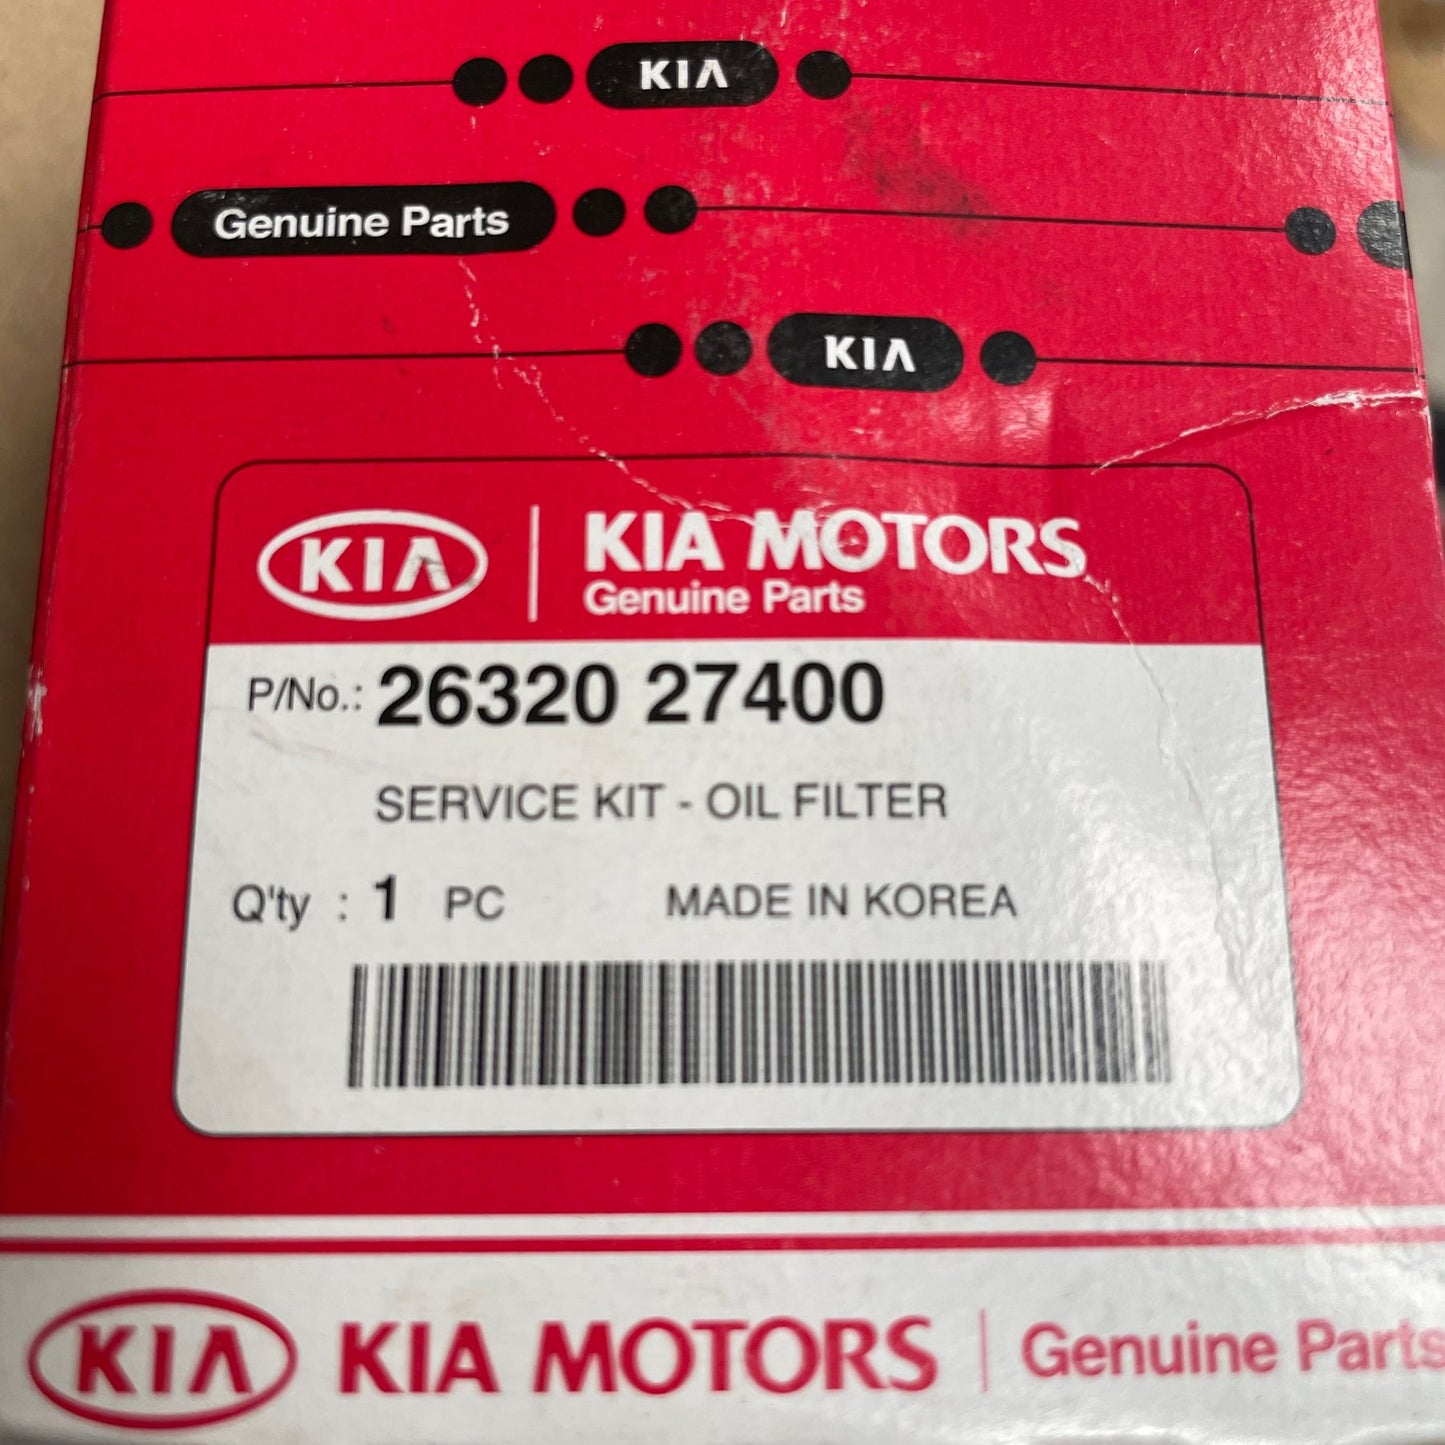 KIA
Genuine Parts
KIA
KIA
KIA MOTORS
Genuine Parts
P/No.: 26320 27400
SERVICE KIT - OIL FILTER
Q'ty : 1 PC MADE IN KOREA
KIA KIA MOTORS | Genuine Parts